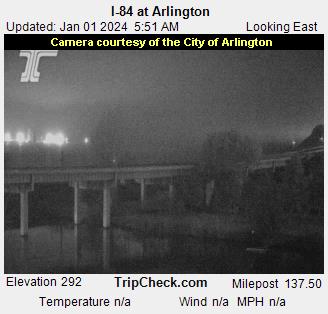 I-84 at Arlington
Updated: Jan 01 2024 5:51 AM Looking East
Camera courtesy of the City of Arlington
Elevation 292 TripCheck.com Milepost 137.50
Temperature n/a Wind n/a MPH n/a